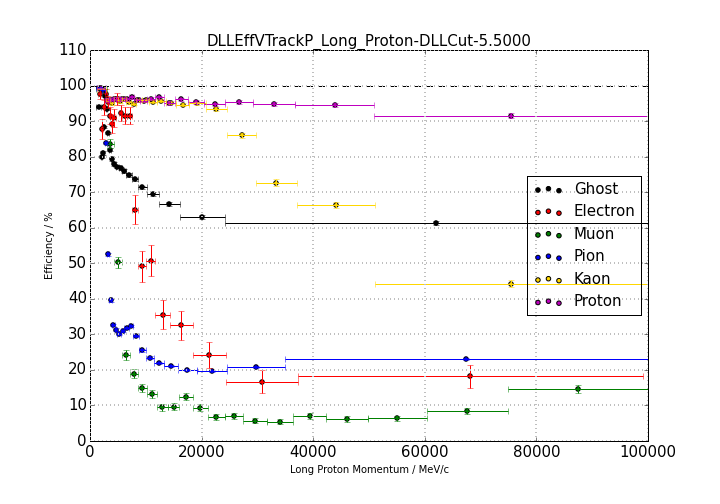 DLLEffVTrackP_Long_Proton-DLLCut-5.5000
110
100
90
80
70
60
50
40
30
20
10
0
Efficiency / %
Ghost
Electron
Muon
Pion
Kaon
Proton
0 20000 40000 60000 80000 100000
Long Proton Momentum / MeV/c